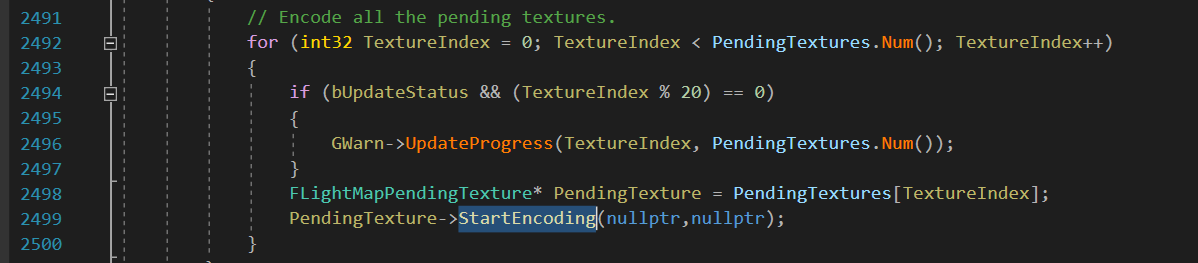 2491 // Encode all the pending textures.
2492 for (int32 TextureIndex = 0; TextureIndex < PendingTextures.Num(); TextureIndex++)
2493 {
2494 if (bUpdateStatus && (TextureIndex % 20) == 0)
2495 {
2496 GWarn->UpdateProgress(TextureIndex, PendingTextures.Num());
2497 }
2498 FLightMapPendingTexture* PendingTexture = PendingTextures[TextureIndex];
2499 PendingTexture->StartEncoding(nullptr,nullptr);
2500 }